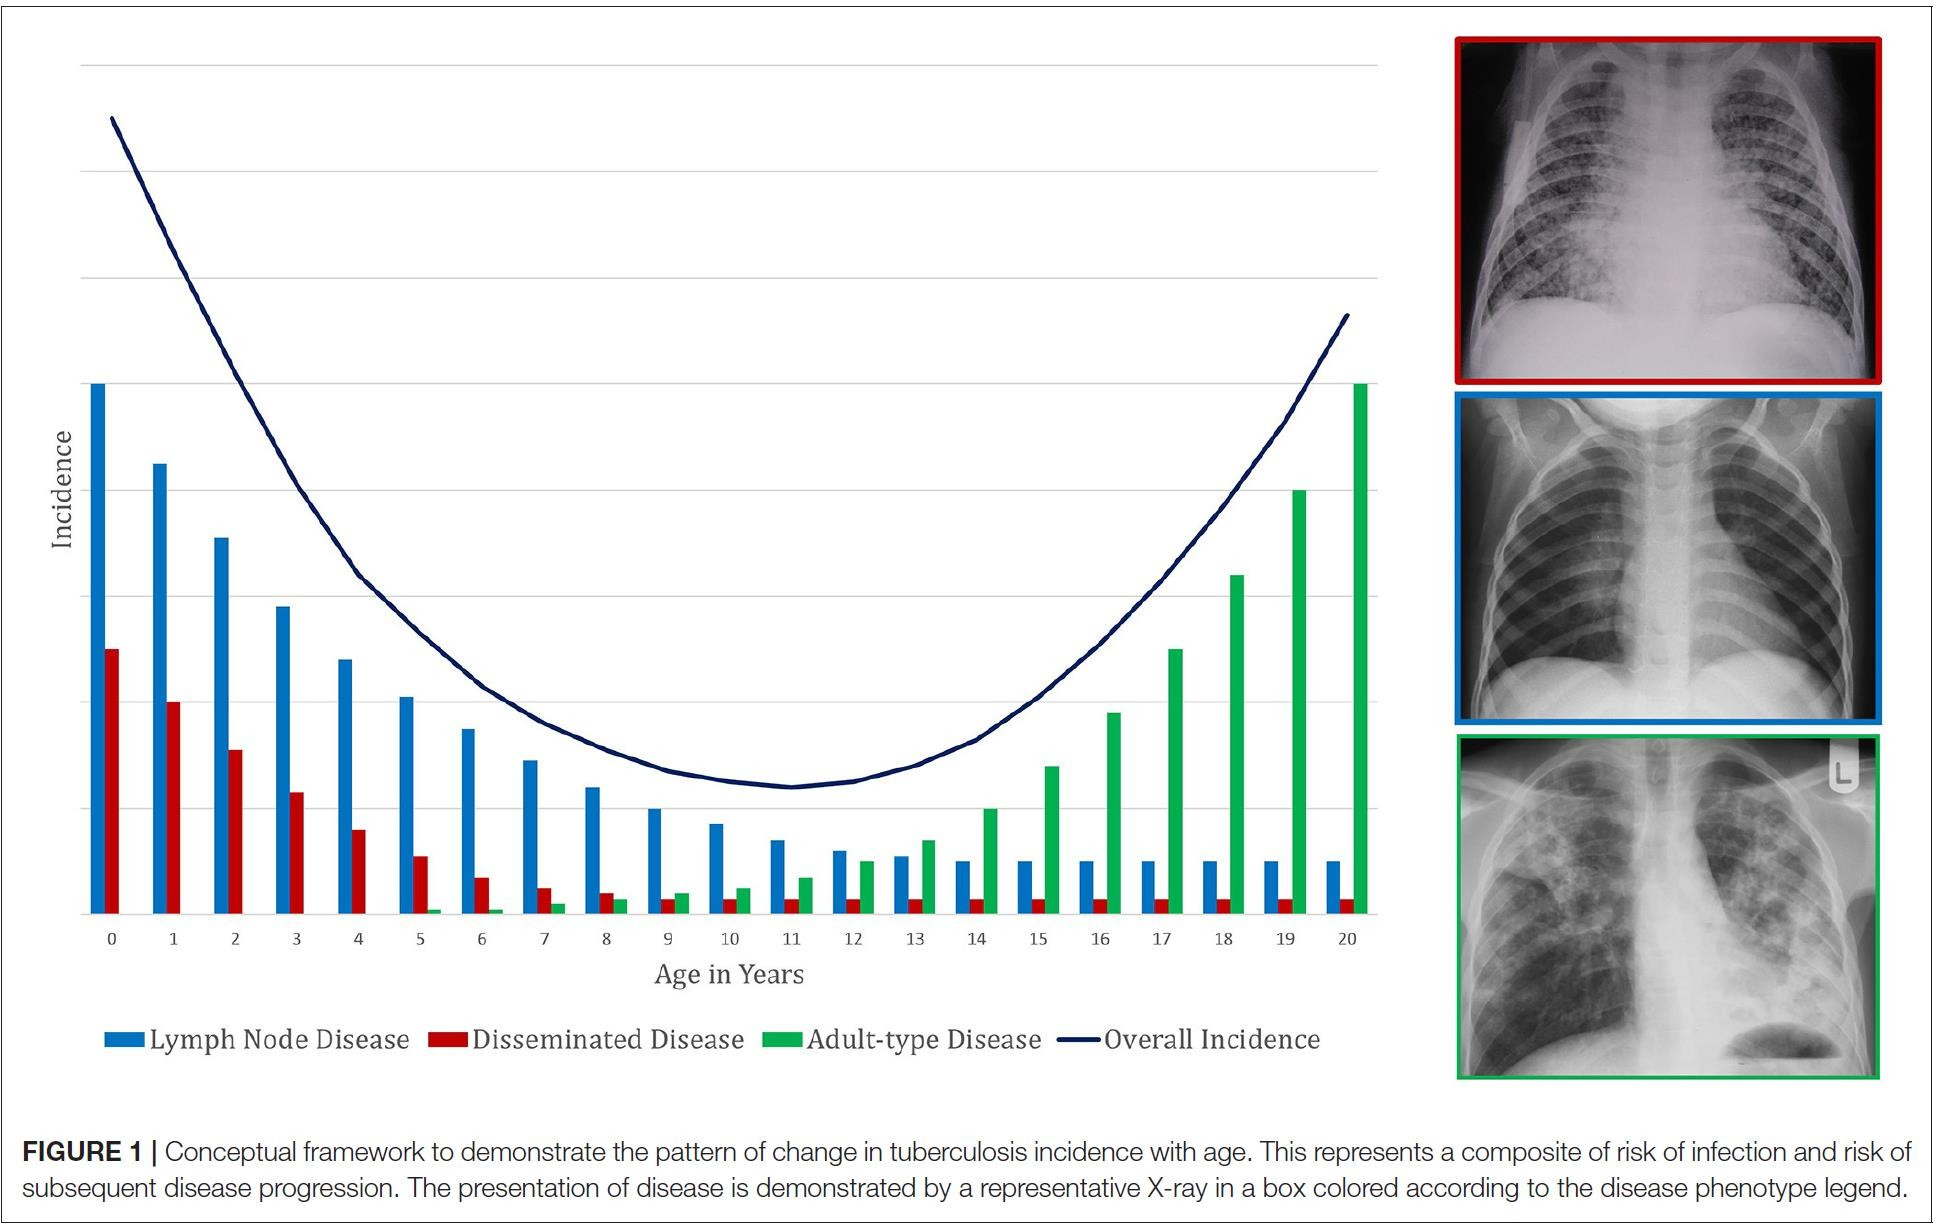 Incidence
0 1 2 3 4 5 6 7 8 9 10 11 12 13 14 15 16 17 18 19 20
Age in Years
Lymph Node Disease Disseminated Disease Adult-type Disease Overall Incidence
L
FIGURE 1 | Conceptual framework to demonstrate the pattern of change in tuberculosis incidence with age. This represents a composite of risk of infection and risk of
subsequent disease progression. The presentation of disease is demonstrated by a representative X-ray in a box colored according to the disease phenotype legend.